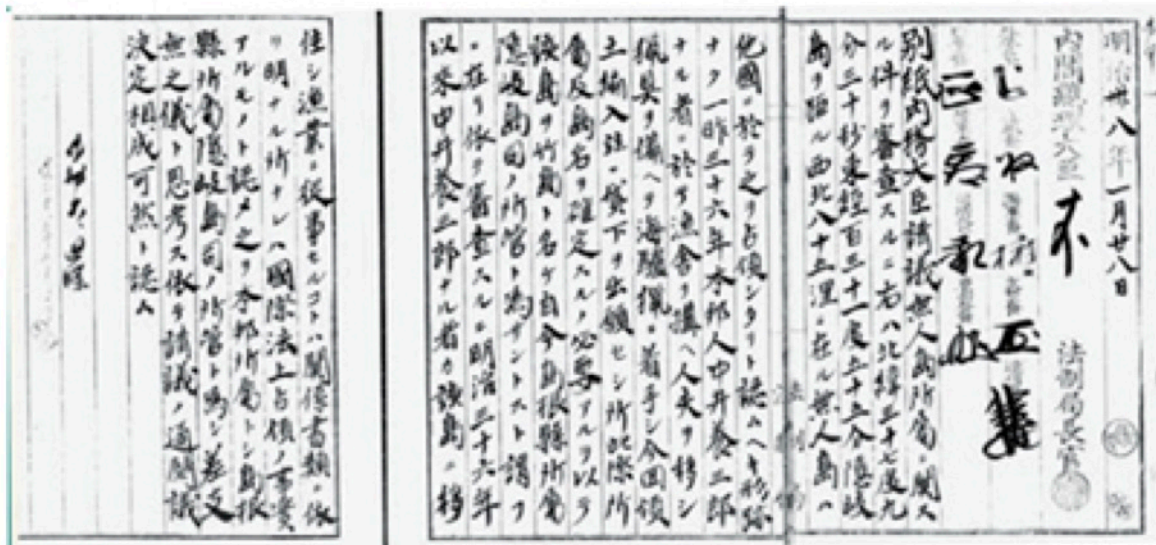 明治卅八年一月廿八日
内閣總理大臣 法制局長官
別紙内務大臣請議無人島所屬ニ関ス
ル件ヲ審査スルニ右ハ北緯三十七度九
分三十秒東経百三十一度五十五分隠岐
島ヲ距ル西北八十五浬ニ在ル無人島ハ
他國ニ於テ之ヲ占領シタリト認ムヘキ形跡
ナク一昨三十六年本邦人中井養三郎
ナル者ニ於テ漁舎ヲ構ヘ人夫ヲ移シ
猟具ヲ備ヘテ海驢猟ニ着手シ今回領
土編入並ニ貸下ヲ出願セシ所此際所
屬及島名ヲ確定スルノ必要アルヲ以テ
該島ヲ竹島ト名ケ自今島根縣所屬
隠岐島司ノ所管ト為サントスト謂フ
ニ在リ依テ審査スルニ明治三十六年
以来中井養三郎ナル者カ該島ニ移
住シ漁業ニ従事セルコトハ関係書類ニ依
リ明ナル所ナレハ國際法上占領ノ事實
アルモノト認メ之ヲ本邦所屬トシ島根
縣所屬隠岐島司ノ所管ト為シ差支
無之儀ト思考ス依テ請議ノ通閣議
決定相成可然ト認ム